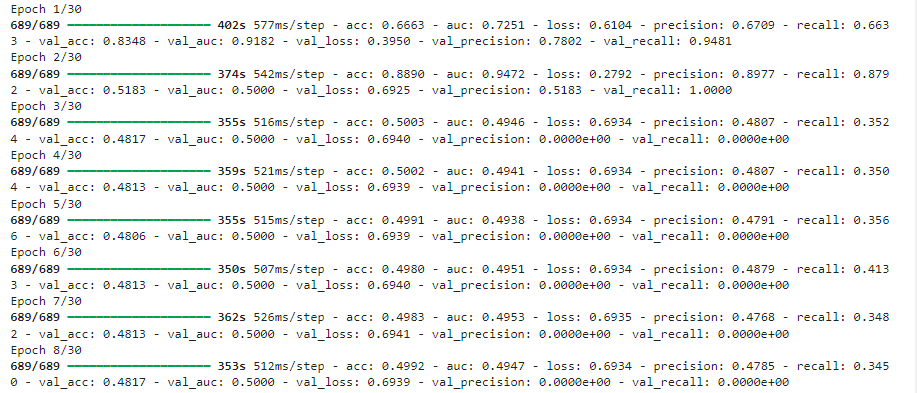 Epoch 1/30
689/689 ━━━━━━━━━━━━━━━━━━━━ 402s 577ms/step - acc: 0.6663 - auc: 0.7251 - loss: 0.6104 - precision: 0.6709 - recall: 0.663
3 - val_acc: 0.8348 - val_auc: 0.9182 - val_loss: 0.3950 - val_precision: 0.7802 - val_recall: 0.9481
Epoch 2/30
689/689 ━━━━━━━━━━━━━━━━━━━━ 374s 542ms/step - acc: 0.8890 - auc: 0.9472 - loss: 0.2792 - precision: 0.8977 - recall: 0.879
2 - val_acc: 0.5183 - val_auc: 0.5000 - val_loss: 0.6925 - val_precision: 0.5183 - val_recall: 1.0000
Epoch 3/30
689/689 ━━━━━━━━━━━━━━━━━━━━ 355s 516ms/step - acc: 0.5003 - auc: 0.4946 - loss: 0.6934 - precision: 0.4807 - recall: 0.352
4 - val_acc: 0.4817 - val_auc: 0.5000 - val_loss: 0.6940 - val_precision: 0.0000e+00 - val_recall: 0.0000e+00
Epoch 4/30
689/689 ━━━━━━━━━━━━━━━━━━━━ 359s 521ms/step - acc: 0.5002 - auc: 0.4941 - loss: 0.6934 - precision: 0.4807 - recall: 0.350
4 - val_acc: 0.4813 - val_auc: 0.5000 - val_loss: 0.6939 - val_precision: 0.0000e+00 - val_recall: 0.0000e+00
Epoch 5/30
689/689 ━━━━━━━━━━━━━━━━━━━━ 355s 515ms/step - acc: 0.4991 - auc: 0.4938 - loss: 0.6934 - precision: 0.4791 - recall: 0.356
6 - val_acc: 0.4806 - val_auc: 0.5000 - val_loss: 0.6939 - val_precision: 0.0000e+00 - val_recall: 0.0000e+00
Epoch 6/30
689/689 ━━━━━━━━━━━━━━━━━━━━ 350s 507ms/step - acc: 0.4980 - auc: 0.4951 - loss: 0.6934 - precision: 0.4879 - recall: 0.413
3 - val_acc: 0.4813 - val_auc: 0.5000 - val_loss: 0.6940 - val_precision: 0.0000e+00 - val_recall: 0.0000e+00
Epoch 7/30
689/689 ━━━━━━━━━━━━━━━━━━━━ 362s 526ms/step - acc: 0.4983 - auc: 0.4953 - loss: 0.6935 - precision: 0.4768 - recall: 0.348
2 - val_acc: 0.4813 - val_auc: 0.5000 - val_loss: 0.6941 - val_precision: 0.0000e+00 - val_recall: 0.0000e+00
Epoch 8/30
689/689 ━━━━━━━━━━━━━━━━━━━━ 353s 512ms/step - acc: 0.4992 - auc: 0.4947 - loss: 0.6934 - precision: 0.4785 - recall: 0.345
0 - val_acc: 0.4817 - val_auc: 0.5000 - val_loss: 0.6939 - val_precision: 0.0000e+00 - val_recall: 0.0000e+00